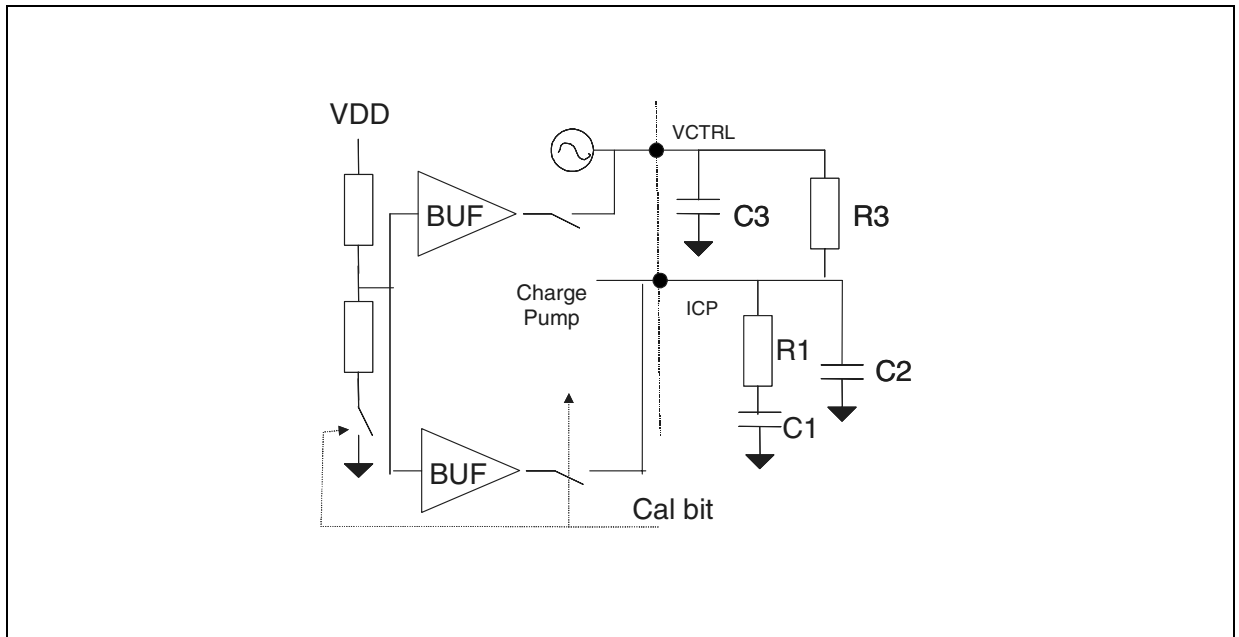 VDD
VCTRL
BUF
C3
R3
Charge
Pump
ICP
R1
C2
C1
BUF
Cal bit